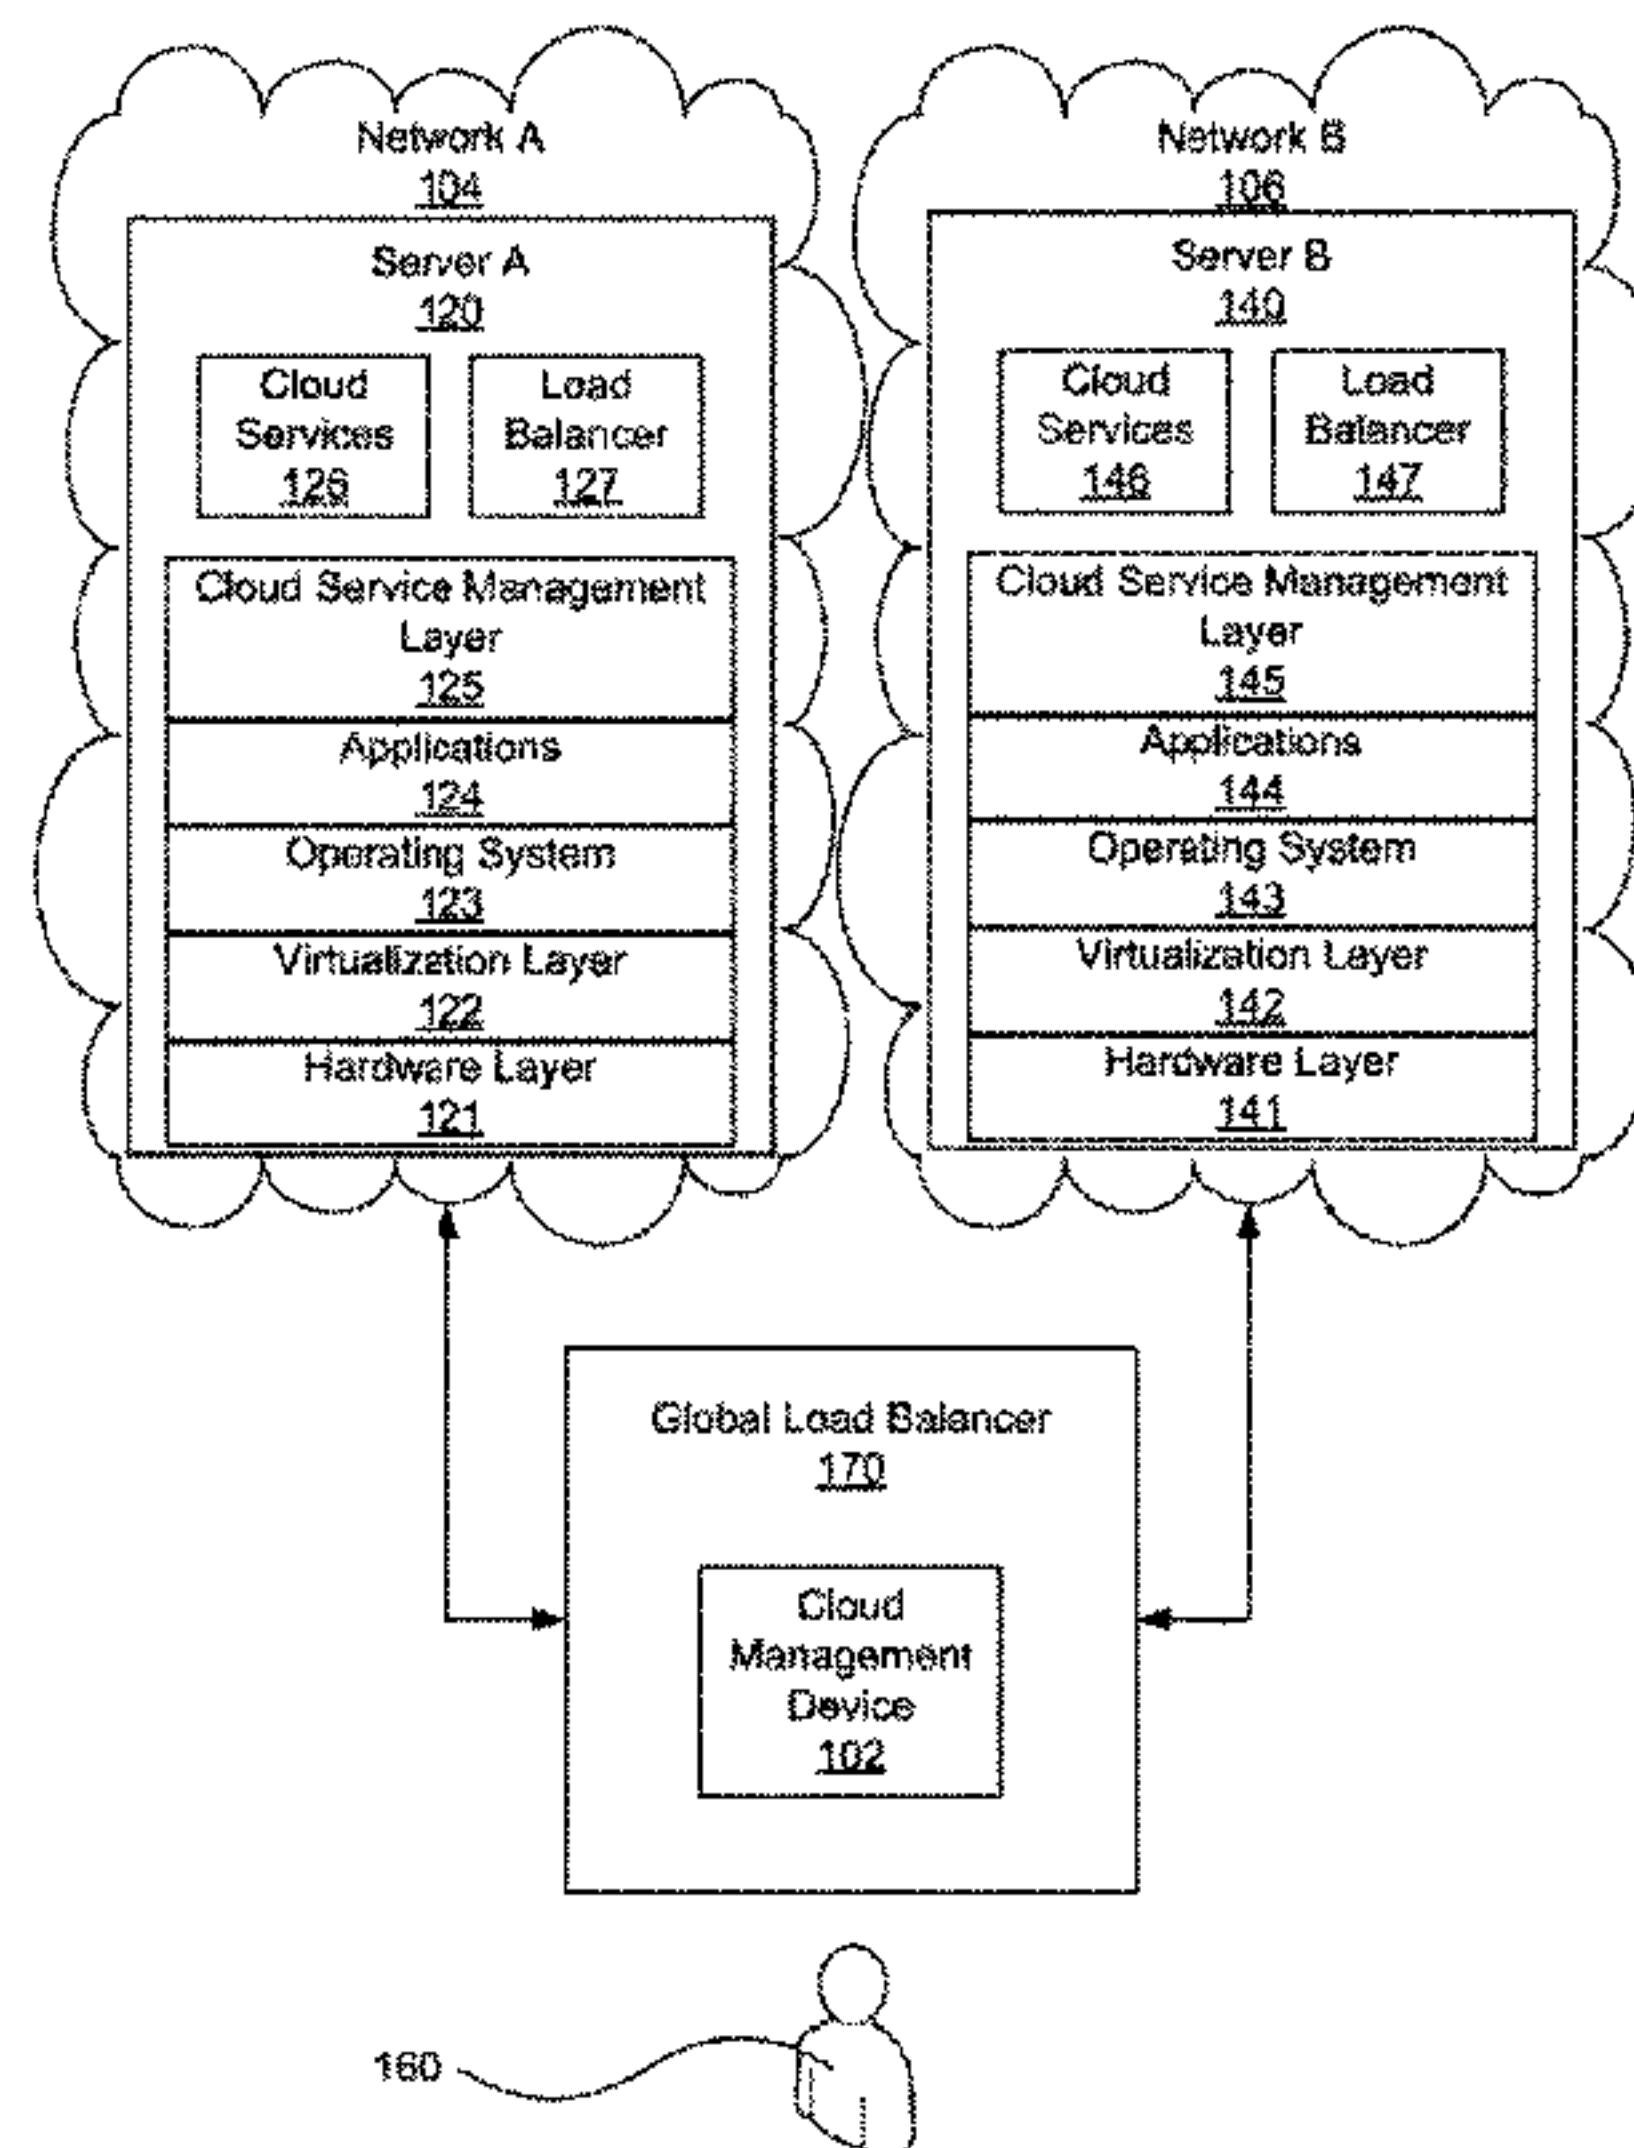 Network A
104
Server A
120
Cloud
Services
126
Load
Balancer
127
Cloud Service Management
Layer
125
Applications
124
Operating System
123
Virtualization Layer
122
Hardware Layer
121
Network B
106
Server B
140
Cloud
Services
146
Load
Balancer
147
Cloud Service Management
Layer
145
Applications
144
Operating System
143
Virtualization Layer
142
Hardware Layer
141
Global Load Balancer
170
Cloud
Management
Device
102
160